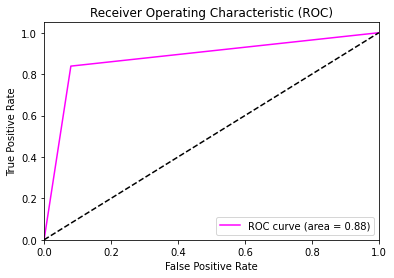 Receiver Operating Characteristic (ROC)
True Positive Rate
1.0
0.8
0.6
0.4
0.2
0.0
ROC curve (area = 0.88)
0.0 0.2 0.4 0.6 0.8 1.0
False Positive Rate